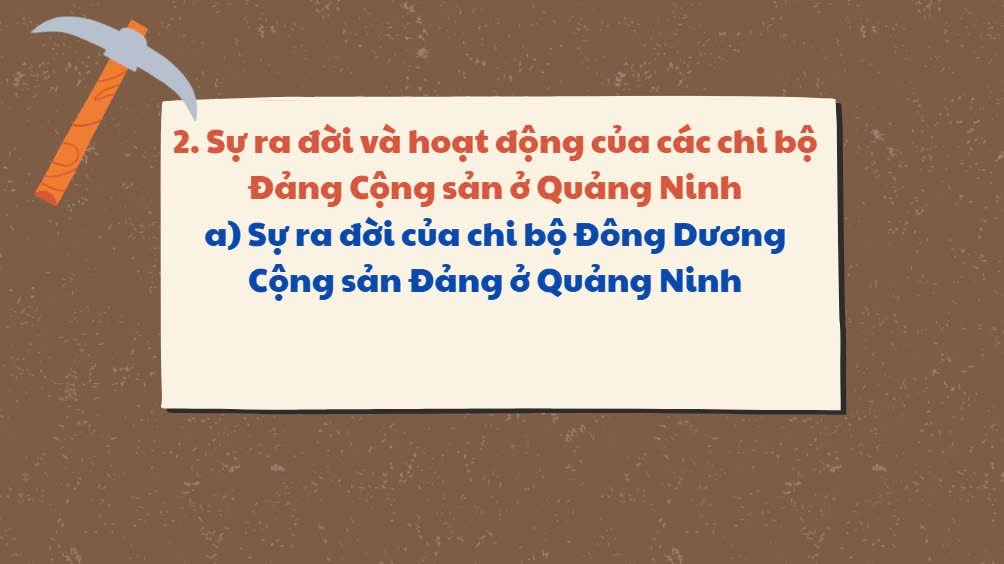 2. Sự ra đời và hoạt động của các chi bộ
Đảng Cộng sản ở Quảng Ninh
a) Sự ra đời của chi bộ Đông Dương
Cộng sản Đảng ở Quảng Ninh